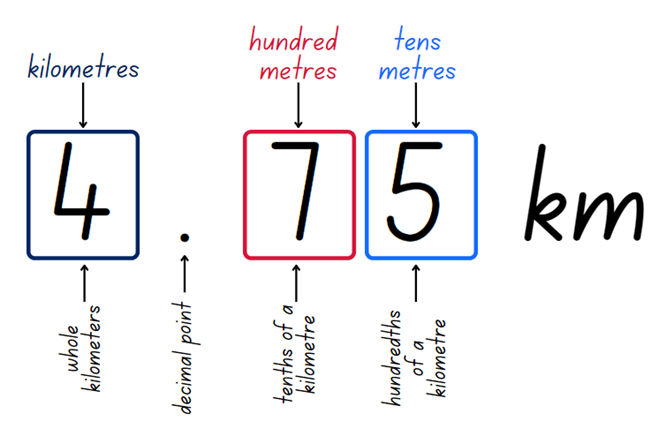 kilometres
hundred
metres
tens
metres
4 . 7 5 km
whole
kilometers
decimal point
tenths of a
kilometre
hundredths
of a
kilometre